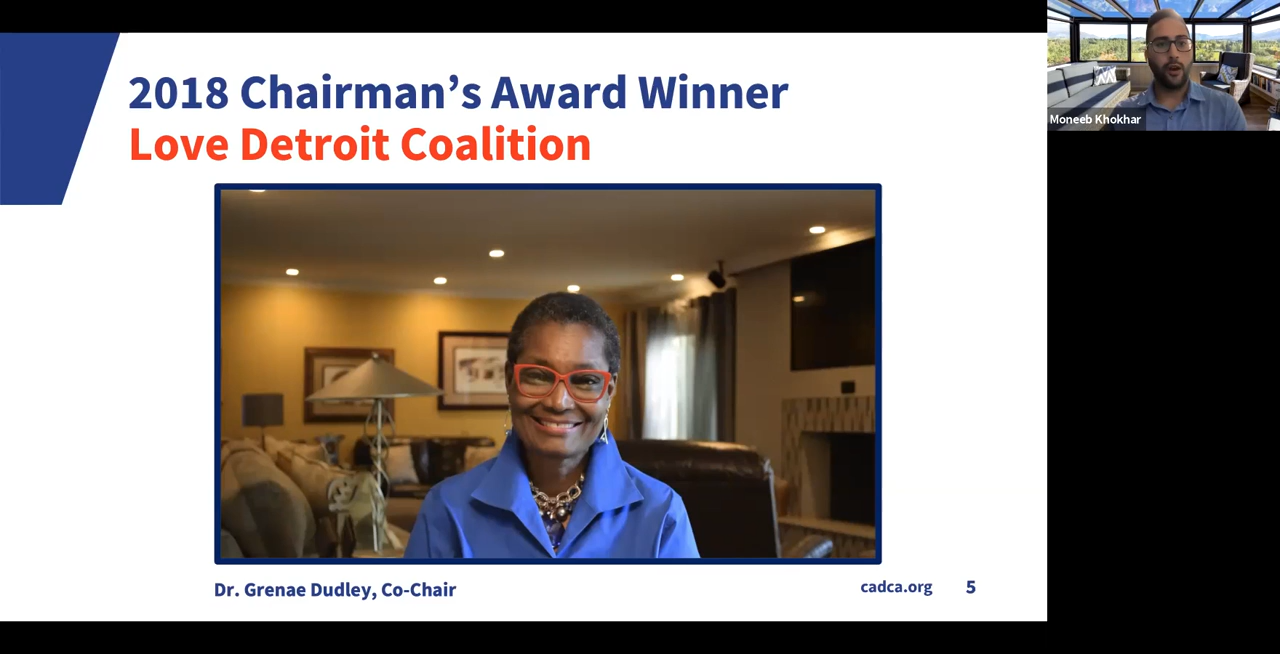 2018 Chairman’s Award Winner
Love Detroit Coalition
Moneeb Khokhar
Dr. Grenae Dudley, Co-Chair
cadca.org
5